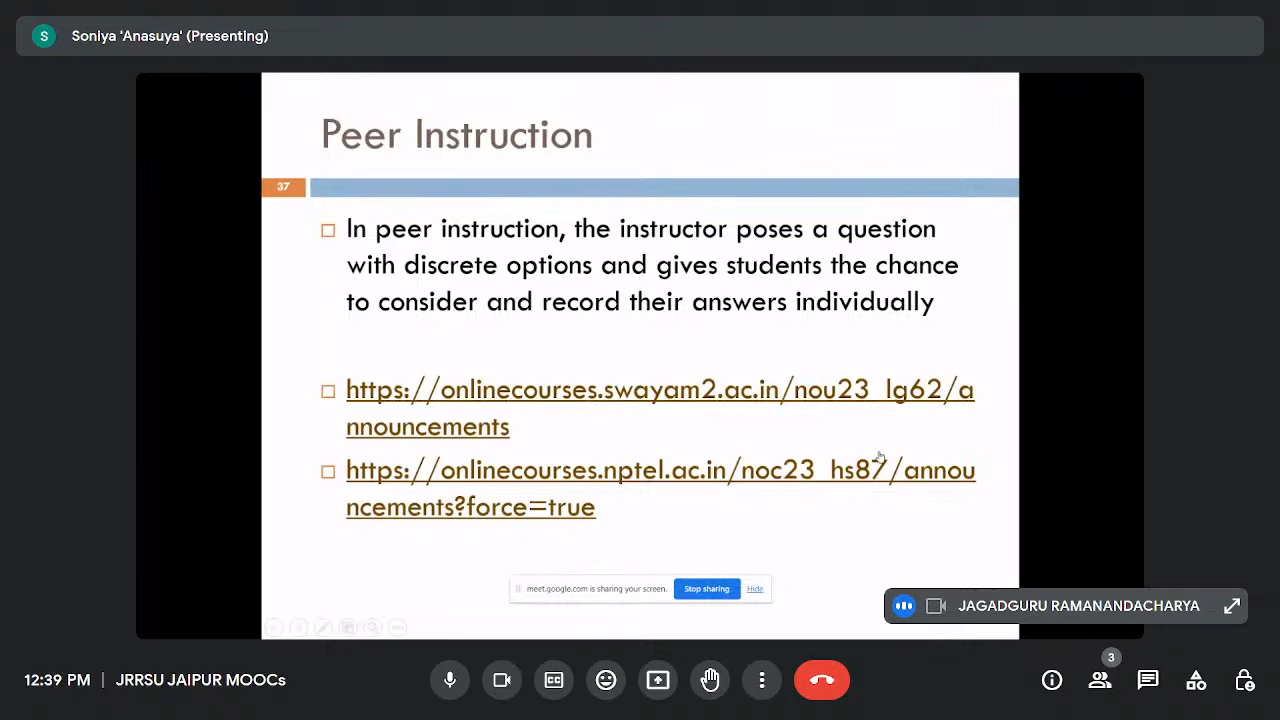 S Soniya 'Anasuya' (Presenting)
Peer Instruction
37
In peer instruction, the instructor poses a question
with discrete options and gives students the chance
to consider and record their answers individually
https://onlinecourses.swayam2.ac.in/nou23_lg62/a
nnouncements
https://onlinecourses.nptel.ac.in/noc23_hs87/annou
ncements?force=true
meet.google.com is sharing your screen. Stop sharing Hide
JAGADGURU RAMANANDACHARYA
3
12:39 PM | JRRSU JAIPUR MOOCs